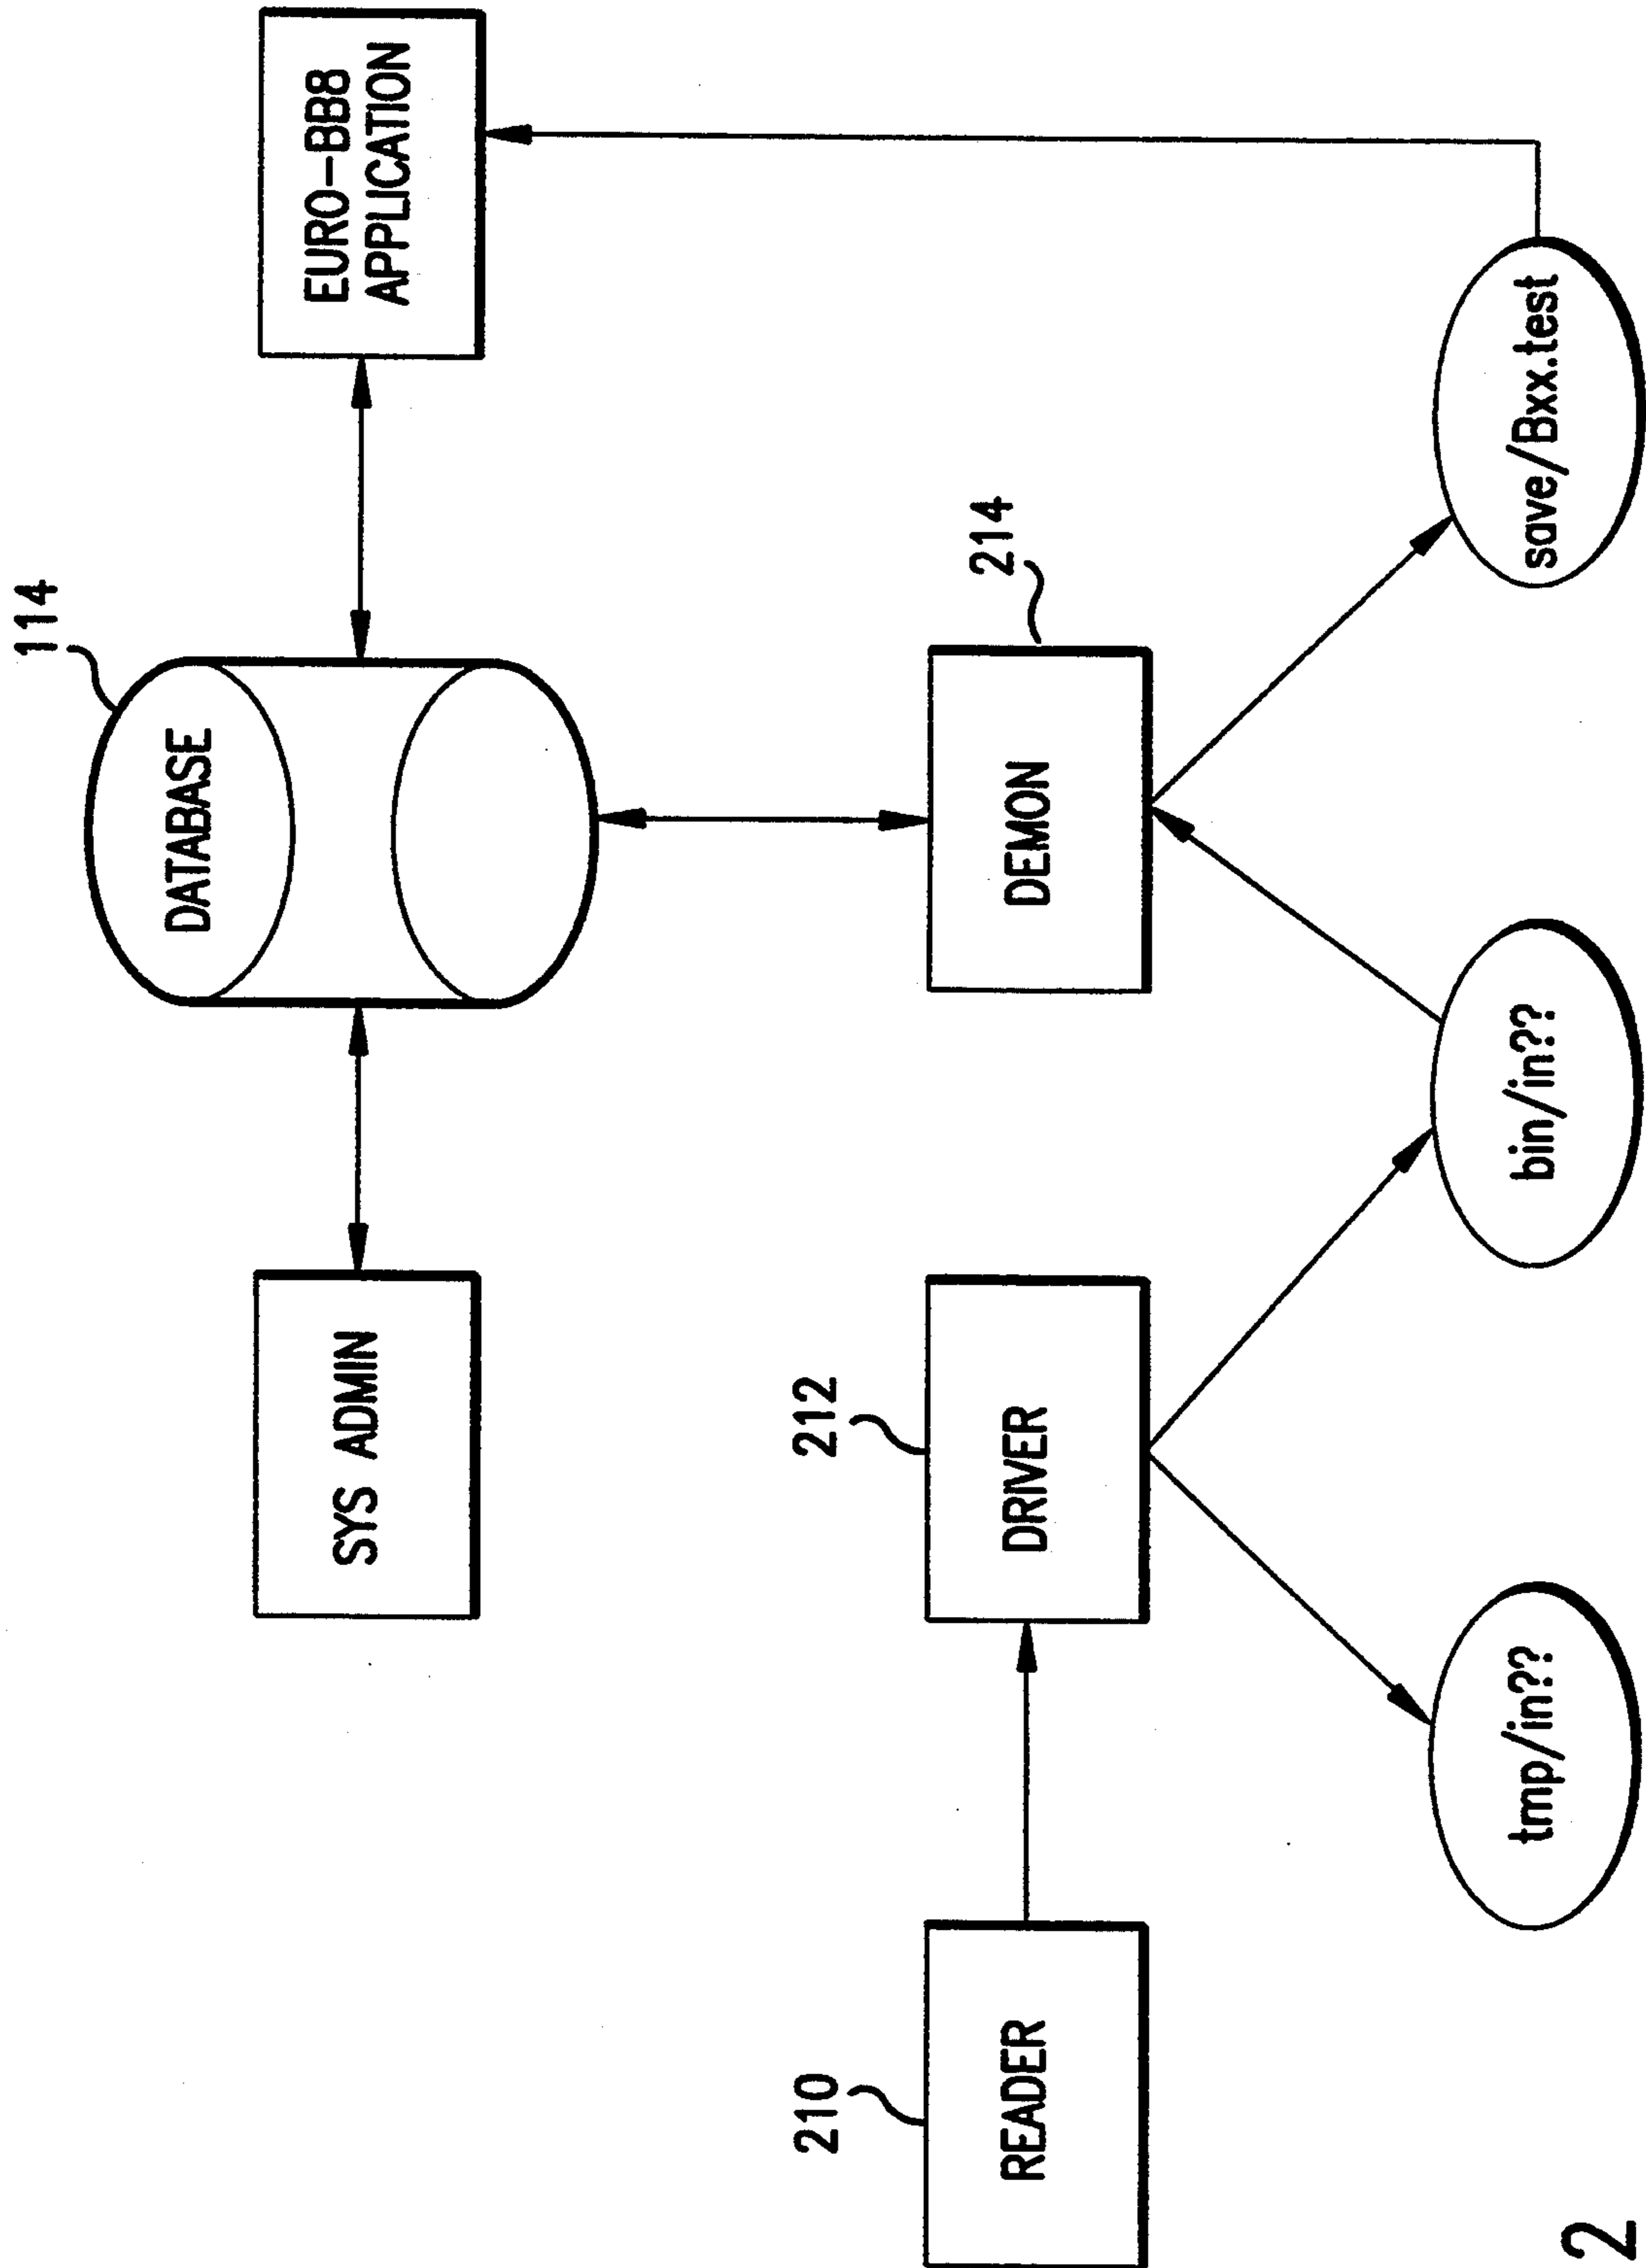 114
DATABASE
SYS ADMIN
EURO-BB8
APPLICATION
210
READER
212
DRIVER
214
DEMON
tmp/in??
bin/in??
save/Bxx.test
2